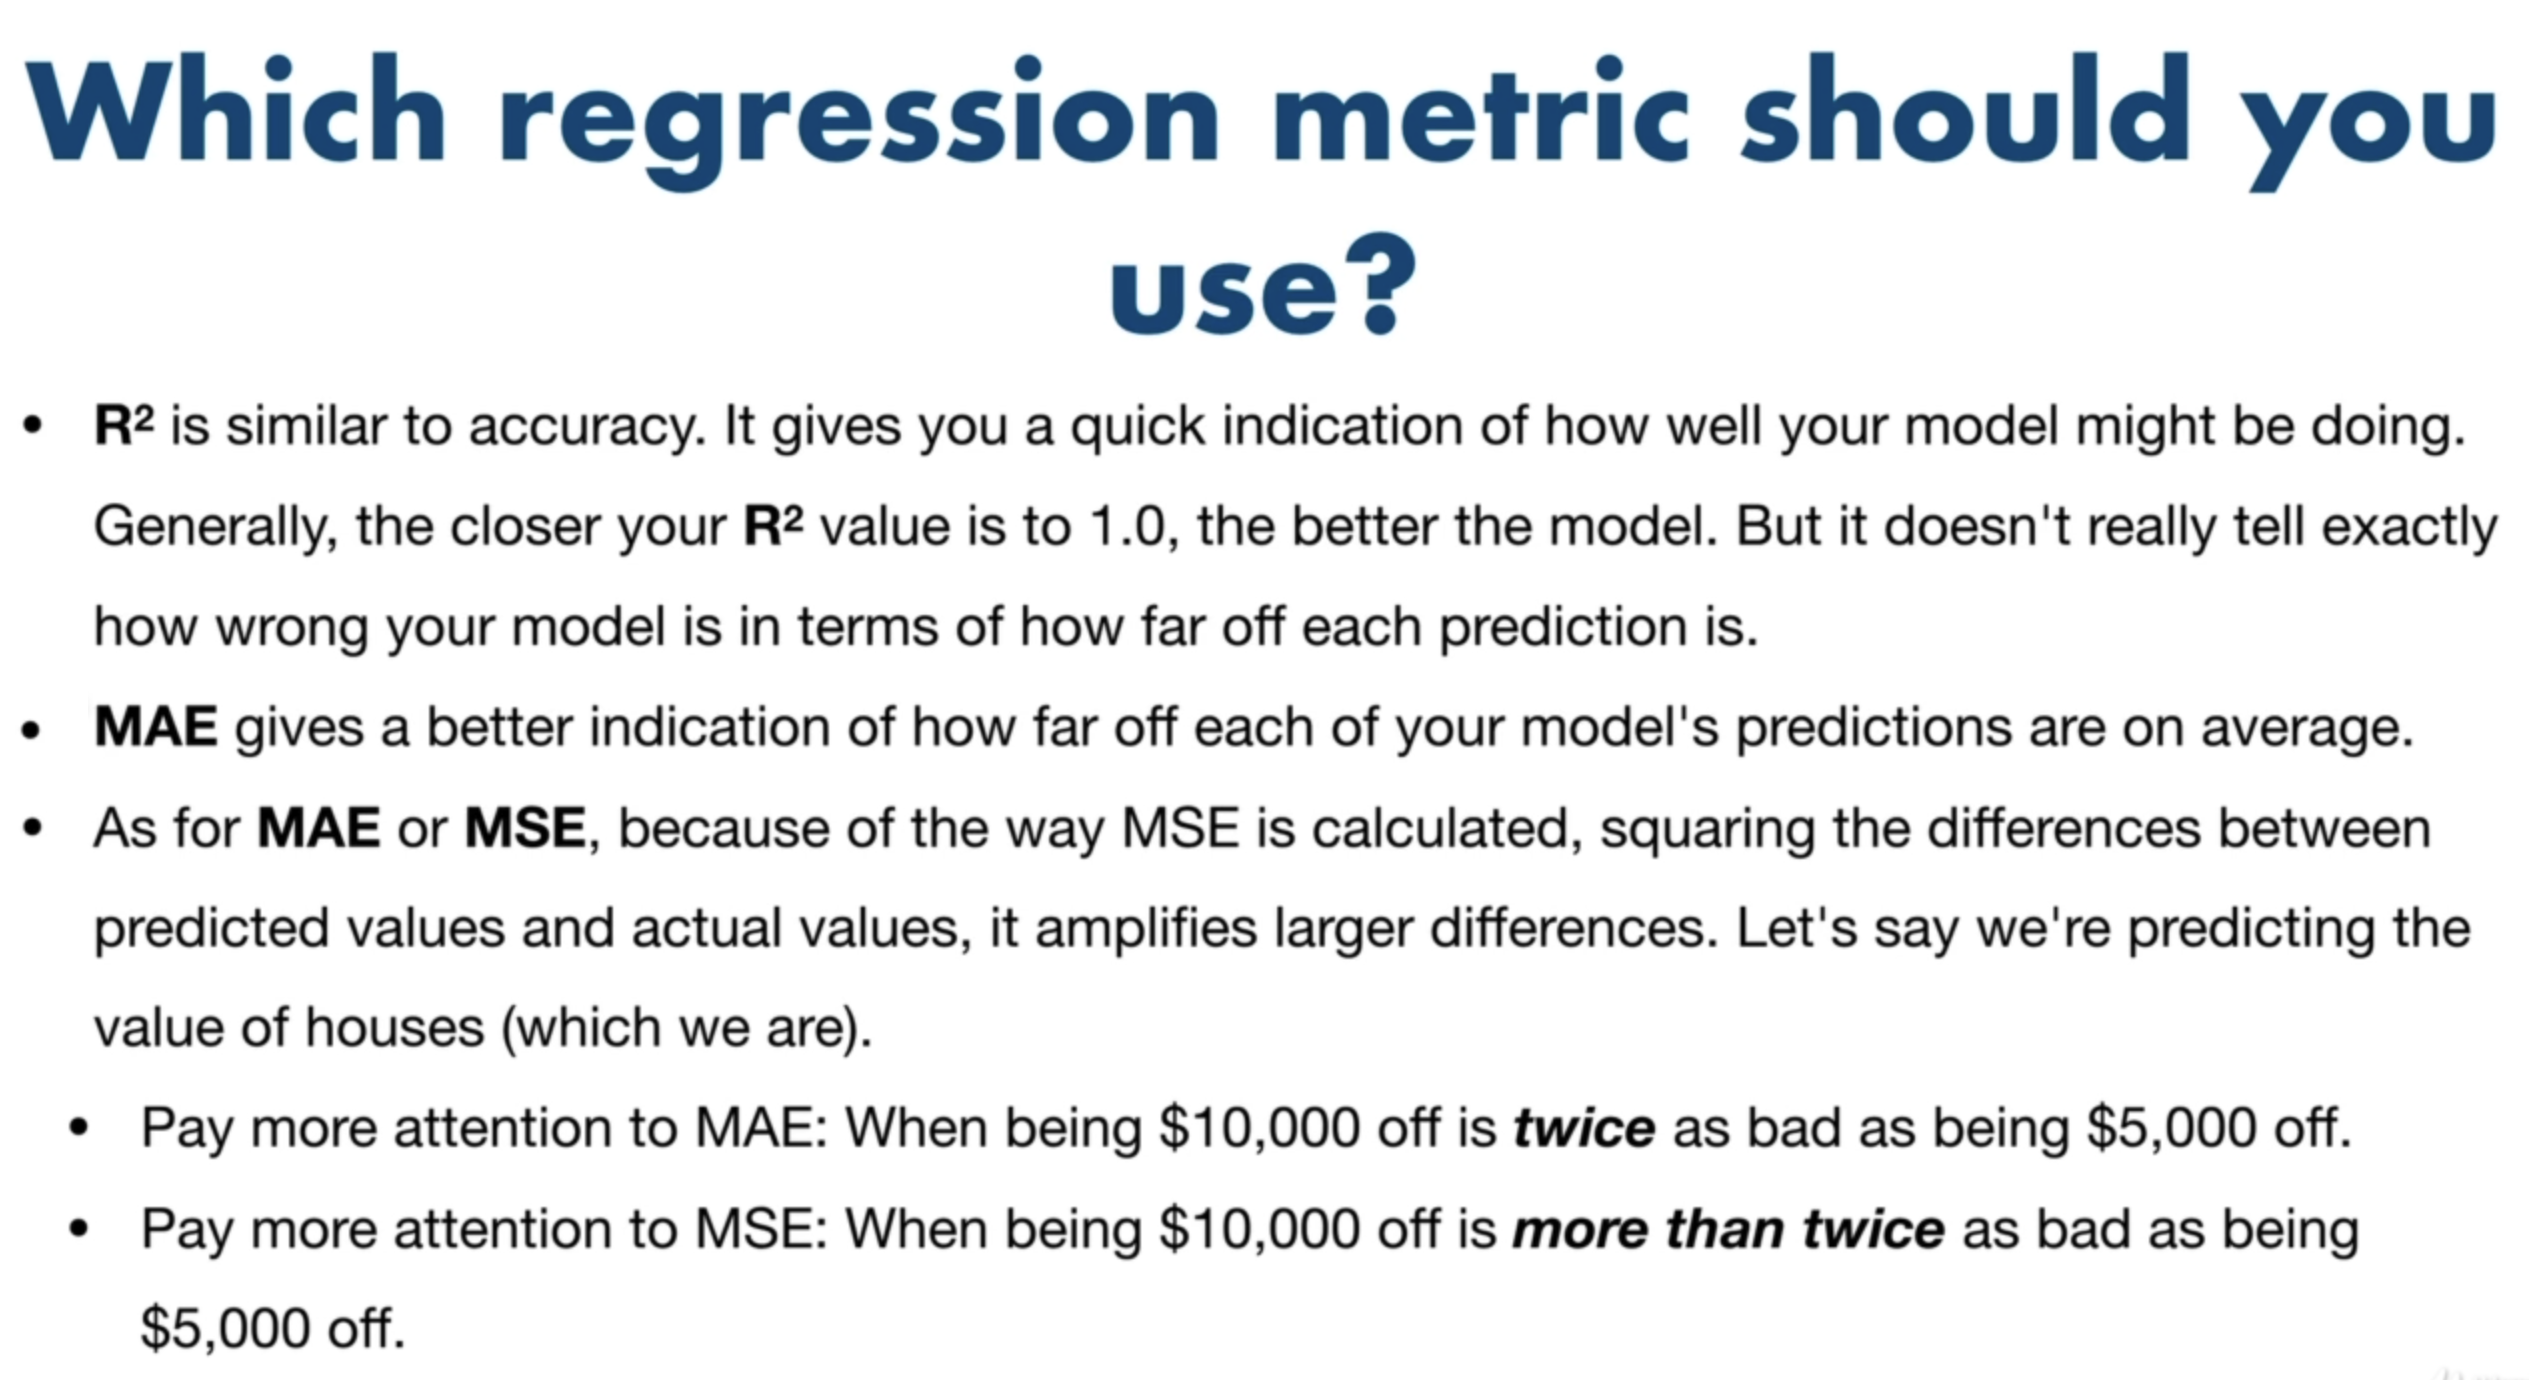 Which regression metric should you
use?
• R² is similar to accuracy. It gives you a quick indication of how well your model might be doing.
Generally, the closer your R² value is to 1.0, the better the model. But it doesn't really tell exactly
how wrong your model is in terms of how far off each prediction is.
• MAE gives a better indication of how far off each of your model's predictions are on average.
• As for MAE or MSE, because of the way MSE is calculated, squaring the differences between
predicted values and actual values, it amplifies larger differences. Let's say we're predicting the
value of houses (which we are).
• Pay more attention to MAE: When being $10,000 off is twice as bad as being $5,000 off.
• Pay more attention to MSE: When being $10,000 off is more than twice as bad as being
$5,000 off.